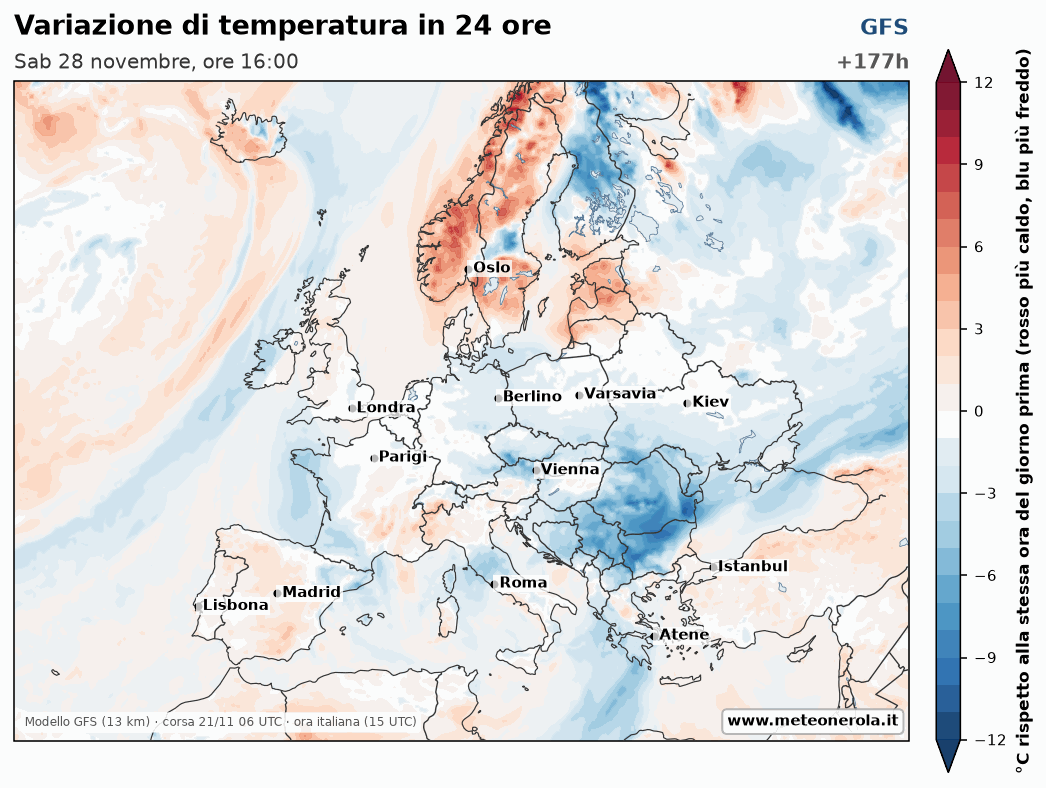 Variazione di temperatura in 24 ore
GFS
Sab 28 novembre, ore 16:00
+177h
Oslo
Londra
Berlino
Varsavia
Kiev
Parigi
Vienna
Istanbul
Madrid
Roma
Lisbona
Atene
Modello GFS (13 km) · corsa 21/11 06 UTC · ora italiana (15 UTC)
www.meteonerola.it
12
9
6
3
0
−3
−6
−9
−12
°C rispetto alla stessa ora del giorno prima (rosso più caldo, blu più freddo)